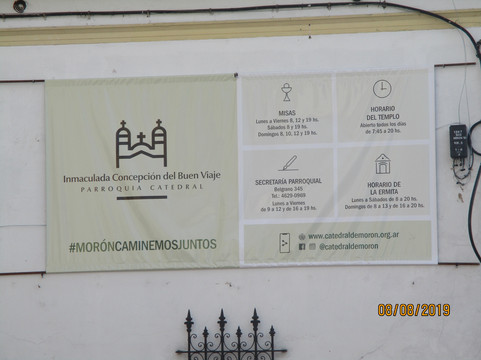 Inmaculada Concepción del Buen Viaje
PARROQUIA CATEDRAL
#MORÓNCAMINEMOSJUNTOS
MISAS
Lunes a Viernes 8, 12 y 19 hs.
Sábados 8 y 19 hs.
Domingos 8, 10, 12 y 19 hs.
HORARIO
DEL TEMPLO
Abierto todos los días
de 7:45 a 20 hs.
SECRETARÍA PARROQUIAL
Belgrano 345
Tel.: 4629-0989
Lunes a Viernes
de 9 a 12 y de 16 a 19 hs.
HORARIO DE
LA ERMITA
Lunes a Sábados de 8 a 20 hs.
Domingos de 8 a 13 y de 16 a 20 hs.
www.catedraldemoron.org.ar
@catedraldemoron
08/08/2019